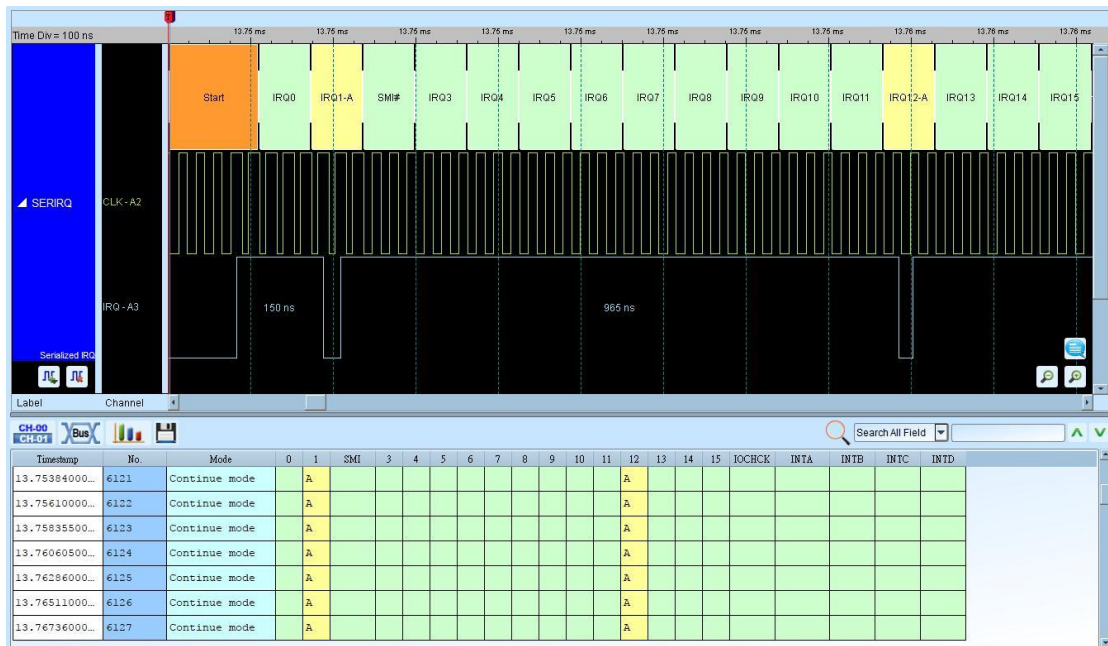 Time Div = 100 ns
13.75 ms 13.75 ms 13.75 ms 13.75 ms 13.75 ms 13.75 ms 13.76 ms 13.76 ms 13.76 ms 13.76 ms 13.76 ms
Start IRQ0 IRQ1-A SMI# IRQ3 IRQ4 IRQ5 IRQ6 IRQ7 IRQ8 IRQ9 IRQ10 IRQ11 IRQ12-A IRQ13 IRQ14 IRQ15
SERIRQ CLK - A2
IRQ - A3 150 ns 965 ns
Serialized IRQ
Label Channel
CH-00
CH-01
Bus
Search All Field
Timestamp No. Mode 0 1 SMI 3 4 5 6 7 8 9 10 11 12 13 14 15 IOCHCK INTA INTB INTC INTD
13.75384000... 6121 Continue mode A A
13.75610000... 6122 Continue mode A A
13.75835500... 6123 Continue mode A A
13.76060500... 6124 Continue mode A A
13.76286000... 6125 Continue mode A A
13.76511000... 6126 Continue mode A A
13.76736000... 6127 Continue mode A A